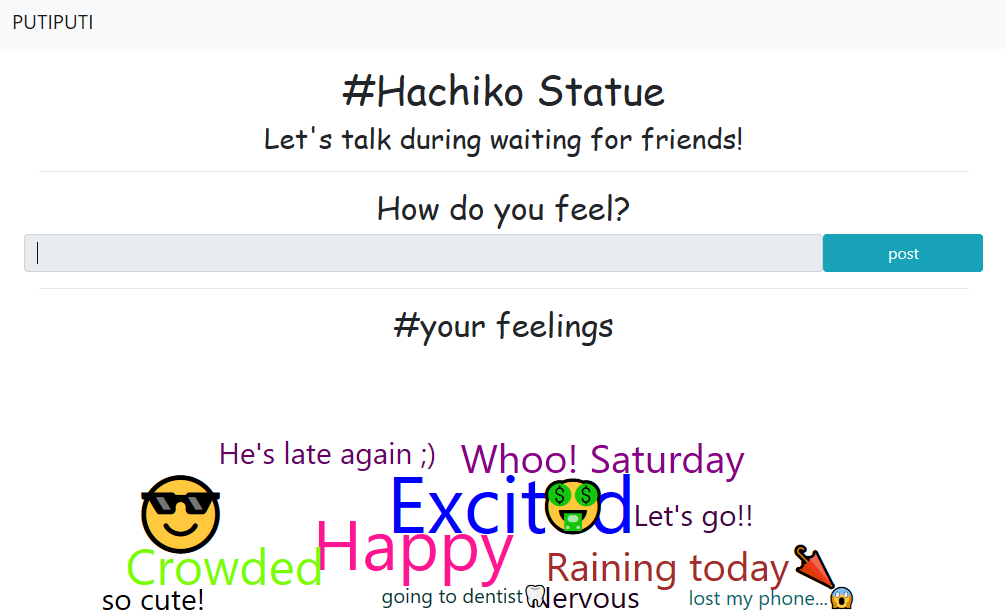 PUTIPUTI
#Hachiko Statue
Let's talk during waiting for friends!
How do you feel?
post
#your feelings
He's late again ;)
Whoo! Saturday
Excited
Let's go!!
Happy
Crowded
Raining today
so cute!
going to dentist
Nervous
lost my phone...